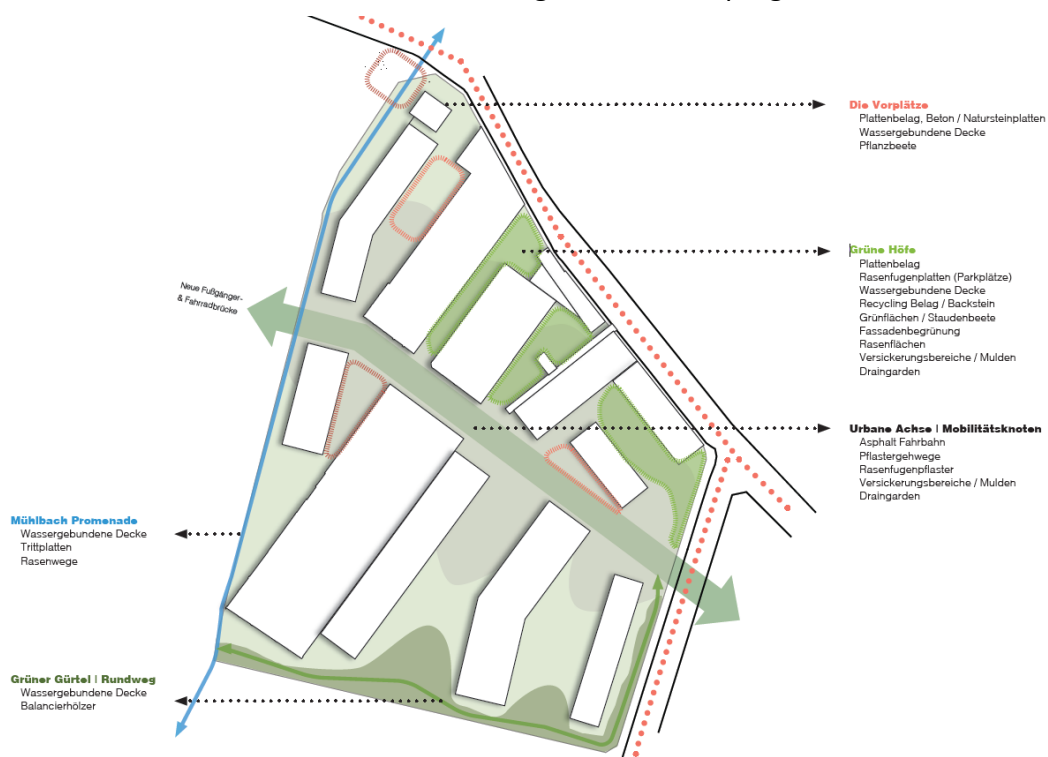 Die Vorplätze
Plattenbelag, Beton / Natursteinplatten
Wassergebundene Decke
Pflanzbeete
Grüne Höfe
Plattenbelag
Rasenfugenplatten (Parkplätze)
Wassergebundene Decke
Recycling Belag / Backstein
Grünflächen / Staudenbeete
Fassadenbegrünung
Rasenflächen
Versickerungsbereiche / Mulden
Draingarden
Neue Fußgänger-
& Fahrradbrücke
Urbane Achse | Mobilitätsknoten
Asphalt Fahrbahn
Pflastergehwege
Rasenfugenpflaster
Versickerungsbereiche / Mulden
Draingarden
Mühlbach Promenade
Wassergebundene Decke
Trittplatten
Rasenwege
Grüner Gürtel | Rundweg
Wassergebundene Decke
Balancierhölzer